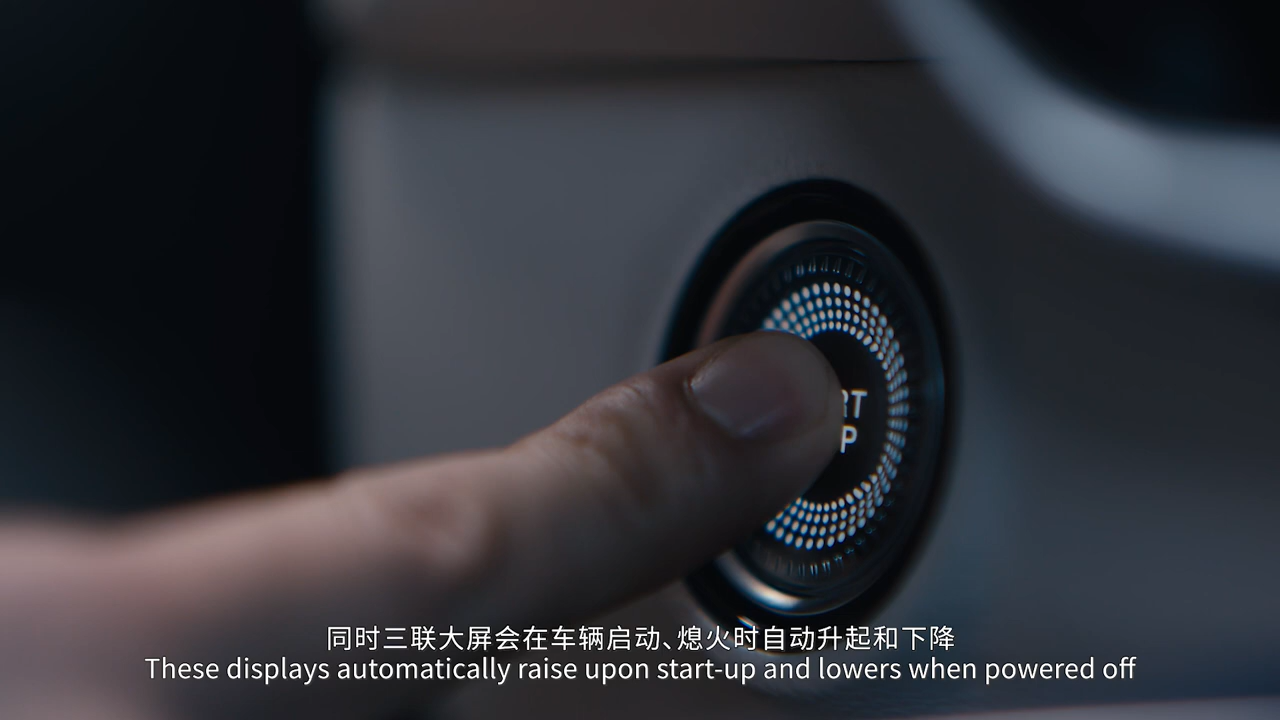 RT
P
同时三联大屏会在车辆启动、熄火时自动升起和下降
These displays automatically raise upon start-up and lowers when powered off